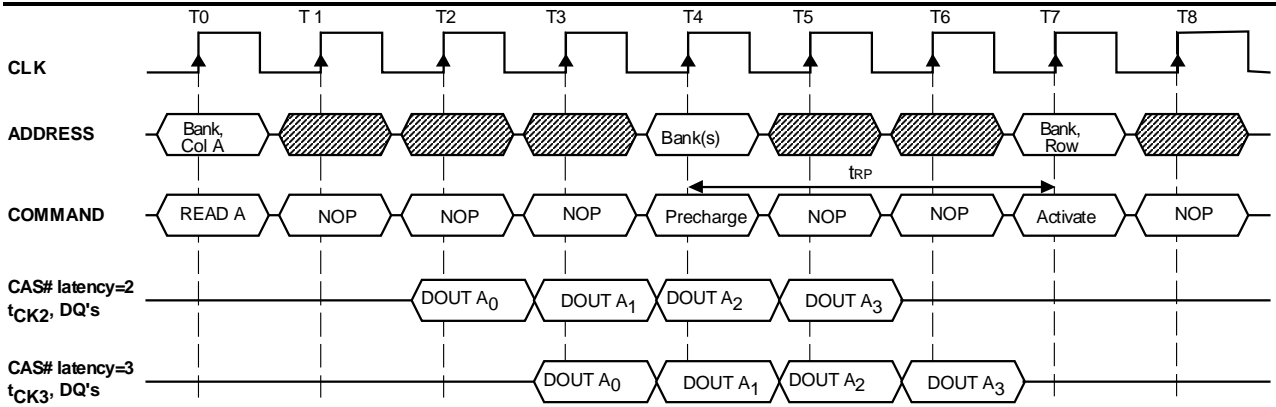 T0 T 1 T2 T3 T4 T5 T6 T7 T8
CLK
ADDRESS
Bank,
Col A
Bank(s)
Bank,
Row
tRP
COMMAND
READ A NOP NOP NOP Precharge NOP NOP Activate NOP
CAS# latency=2
tCK2, DQ's
DOUT A0 DOUT A1 DOUT A2 DOUT A3
CAS# latency=3
tCK3, DQ's
DOUT A0 DOUT A1 DOUT A2 DOUT A3